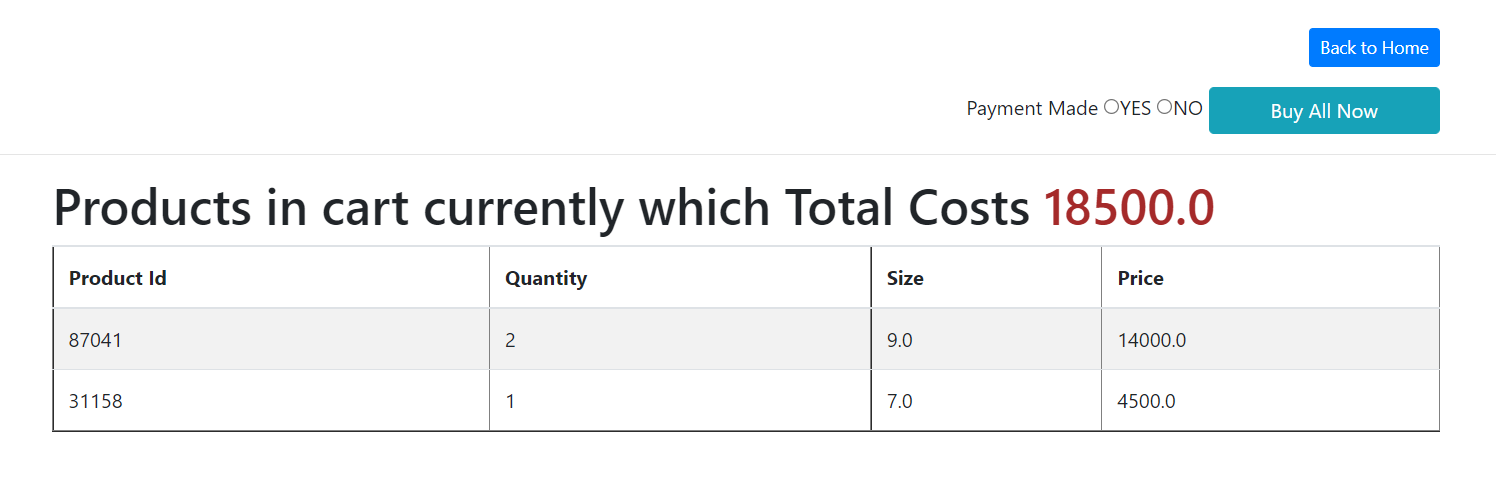 Back to Home
Payment Made YES NO Buy All Now
Products in cart currently which Total Costs 18500.0
Product Id Quantity Size Price
87041 2 9.0 14000.0
31158 1 7.0 4500.0